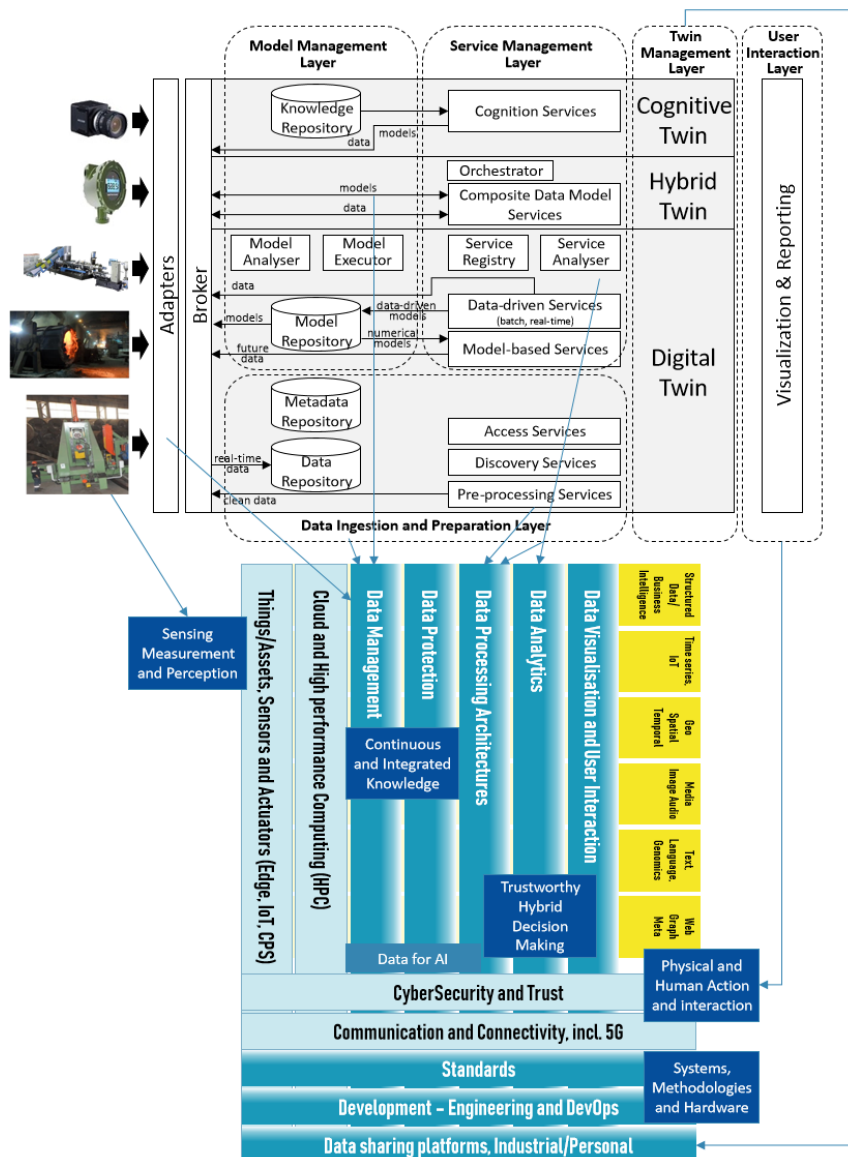 Model Management
Layer
Service Management
Layer
Twin
Management
Layer
User
Interaction
Layer
Adapters
Broker
Knowledge
Repository
Cognition Services
models
data
Cognitive
Twin
Orchestrator
models
Composite Data Model
Services
data
Hybrid
Twin
Model
Analyser
Model
Executor
Service
Registry
Service
Analyser
data
Model
Repository
models
data-driven
models
Data-driven Services
(batch, real-time)
numerical
models
Model-based Services
future
data
Digital
Twin
Visualization & Reporting
Metadata
Repository
Access Services
real-time
data
Data
Repository
Discovery Services
clean data
Pre-processing Services
Data Ingestion and Preparation Layer
Things/Assets, Sensors and Actuators (Edge, IoT, CPS)
Cloud and High performance Computing (HPC)
Data Management
Data Protection
Data Processing Architectures
Data Analytics
Data Visualisation and User Interaction
Structured
Data/
Business
Intelligence
Time series,
IoT
Geo
Spatial
Temporal
Media
Image Audio
Text,
Language,
Genomics
Web
Graph
Meta
Sensing
Measurement
and Perception
Continuous
and Integrated
Knowledge
Trustworthy
Hybrid
Decision
Making
Data for AI
Physical and
Human Action
and interaction
CyberSecurity and Trust
Communication and Connectivity, incl. 5G
Standards
Systems,
Methodologies
and Hardware
Development – Engineering and DevOps
Data sharing platforms, Industrial/Personal